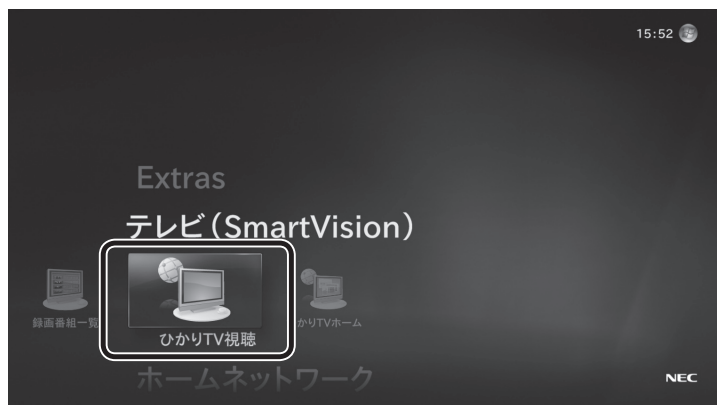 15:52
Extras
テレビ（SmartVision）
録画番組一覧
ひかりTV視聴
かりTVホーム
ホームネットワーク
NEC